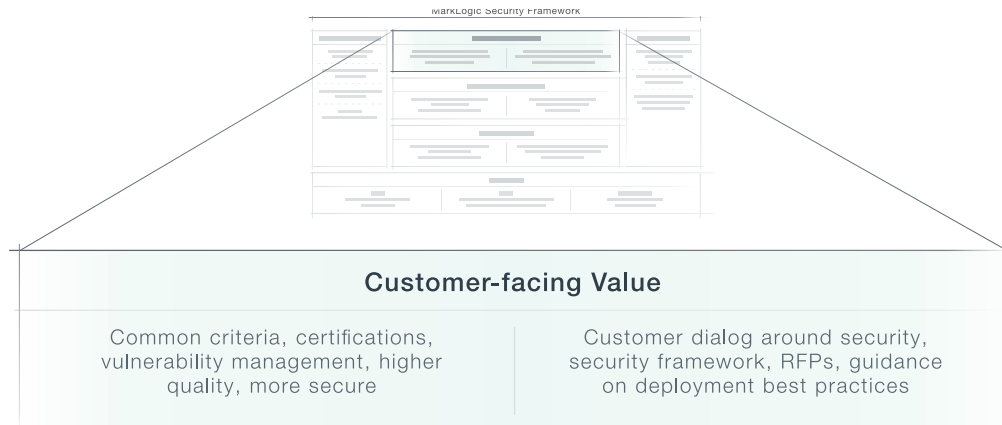 MarkLogic Security Framework
Customer-facing Value
Common criteria, certifications,
vulnerability management, higher
quality, more secure
Customer dialog around security,
security framework, RFPs, guidance
on deployment best practices